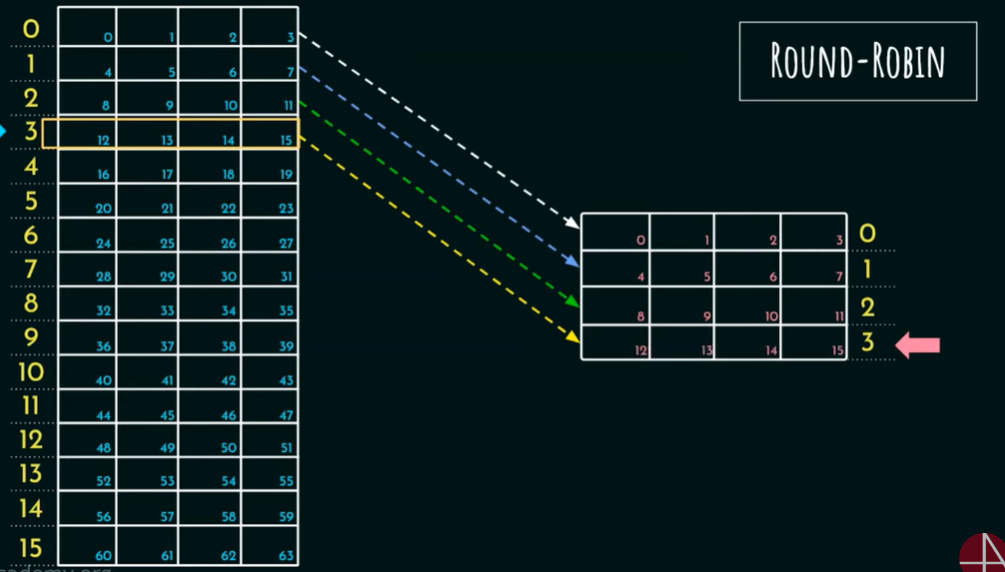 ROUND-ROBIN
0 0 1 2 3
1 4 5 6 7
2 8 9 10 11
3 12 13 14 15
4 16 17 18 19
5 20 21 22 23
6 24 25 26 27
7 28 29 30 31
8 32 33 34 35
9 36 37 38 39
10 40 41 42 43
11 44 45 46 47
12 48 49 50 51
13 52 53 54 55
14 56 57 58 59
15 60 61 62 63
0 1 2 3 0
4 5 6 7 1
8 9 10 11 2
12 13 14 15 3